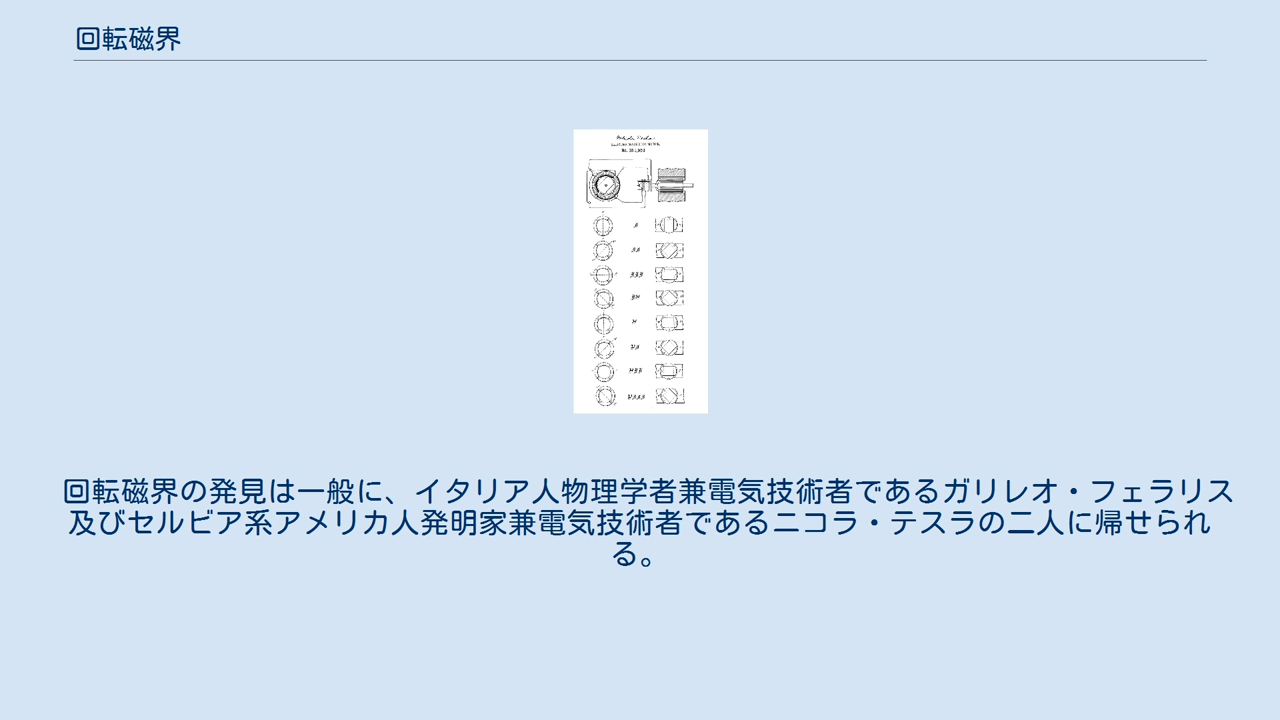 回転磁界
回転磁界の発見は一般に、イタリア人物理学者兼電気技術者であるガリレオ・フェラリス
及びセルビア系アメリカ人発明家兼電気技術者であるニコラ・テスラの二人に帰せられ
る。